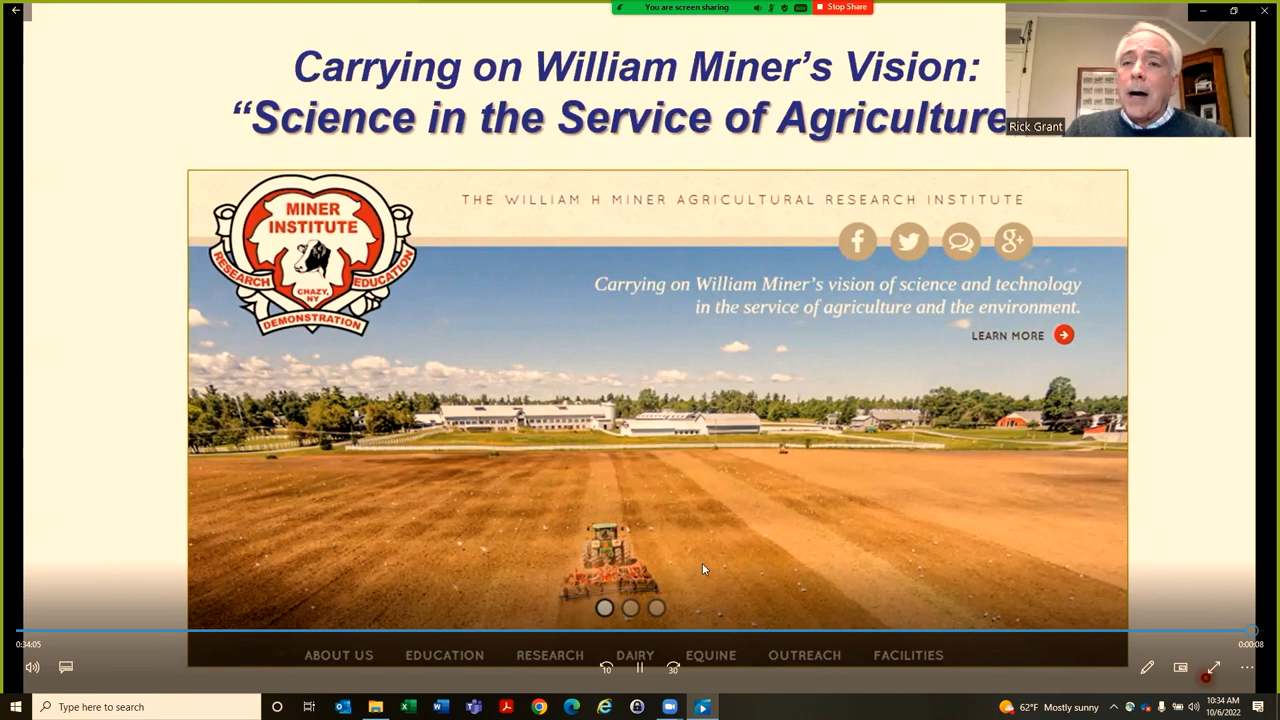 You are screen sharing
Stop Share
Carrying on William Miner's Vision:
“Science in the Service of Agriculture
Rick Grant
MINER
INSTITUTE
RESEARCH
EDUCATION
CHAZY,
NY
DEMONSTRATION
THE WILLIAM H MINER AGRICULTURAL RESEARCH INSTITUTE
Carrying on William Miner's vision of science and technology
in the service of agriculture and the environment.
LEARN MORE
0:34:05
0:00:08
ABOUT US EDUCATION RESEARCH DAIRY EQUINE OUTREACH FACILITIES
10
30
Type here to search
62°F Mostly sunny
10:34 AM
10/6/2022